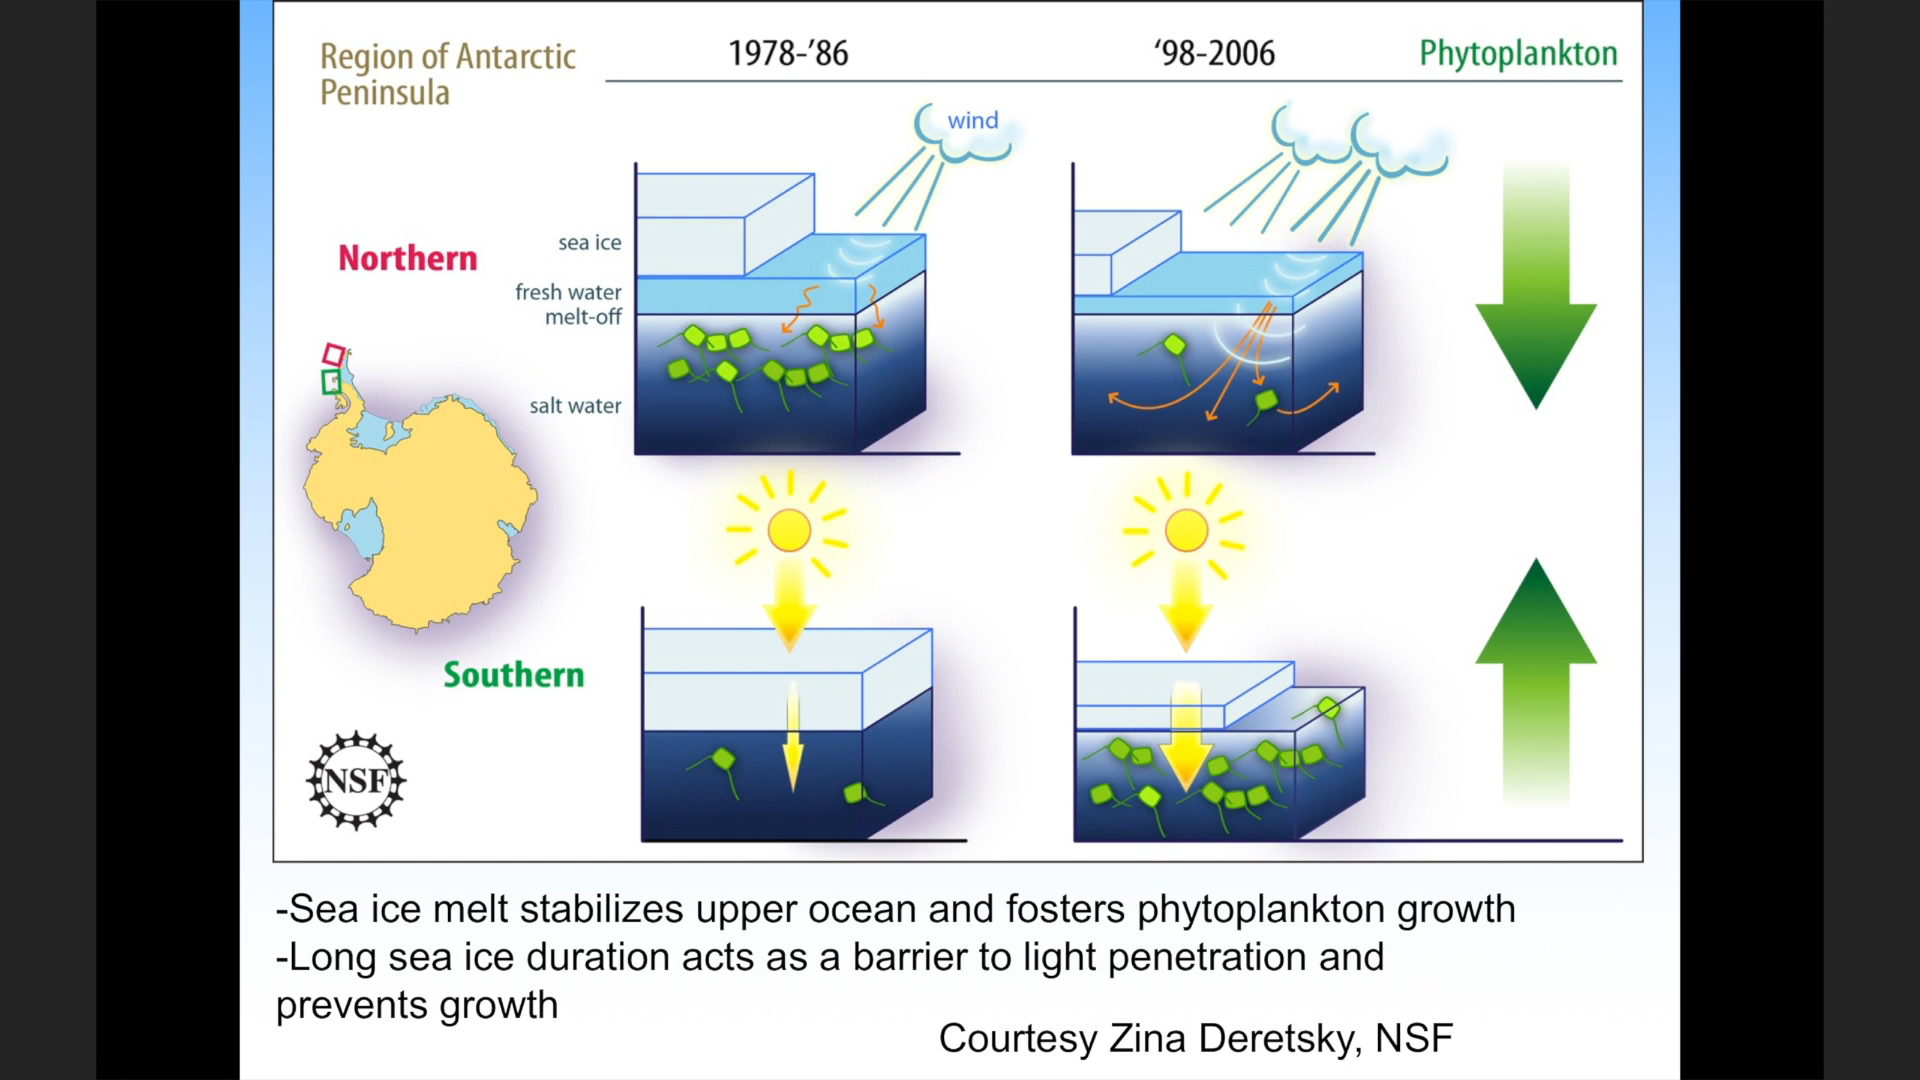 Region of Antarctic
Peninsula
1978-’86
‘98-2006
Phytoplankton
wind
Northern
sea ice
fresh water
melt-off
salt water
Southern
NSF
-Sea ice melt stabilizes upper ocean and fosters phytoplankton growth
-Long sea ice duration acts as a barrier to light penetration and
prevents growth
Courtesy Zina Deretsky, NSF